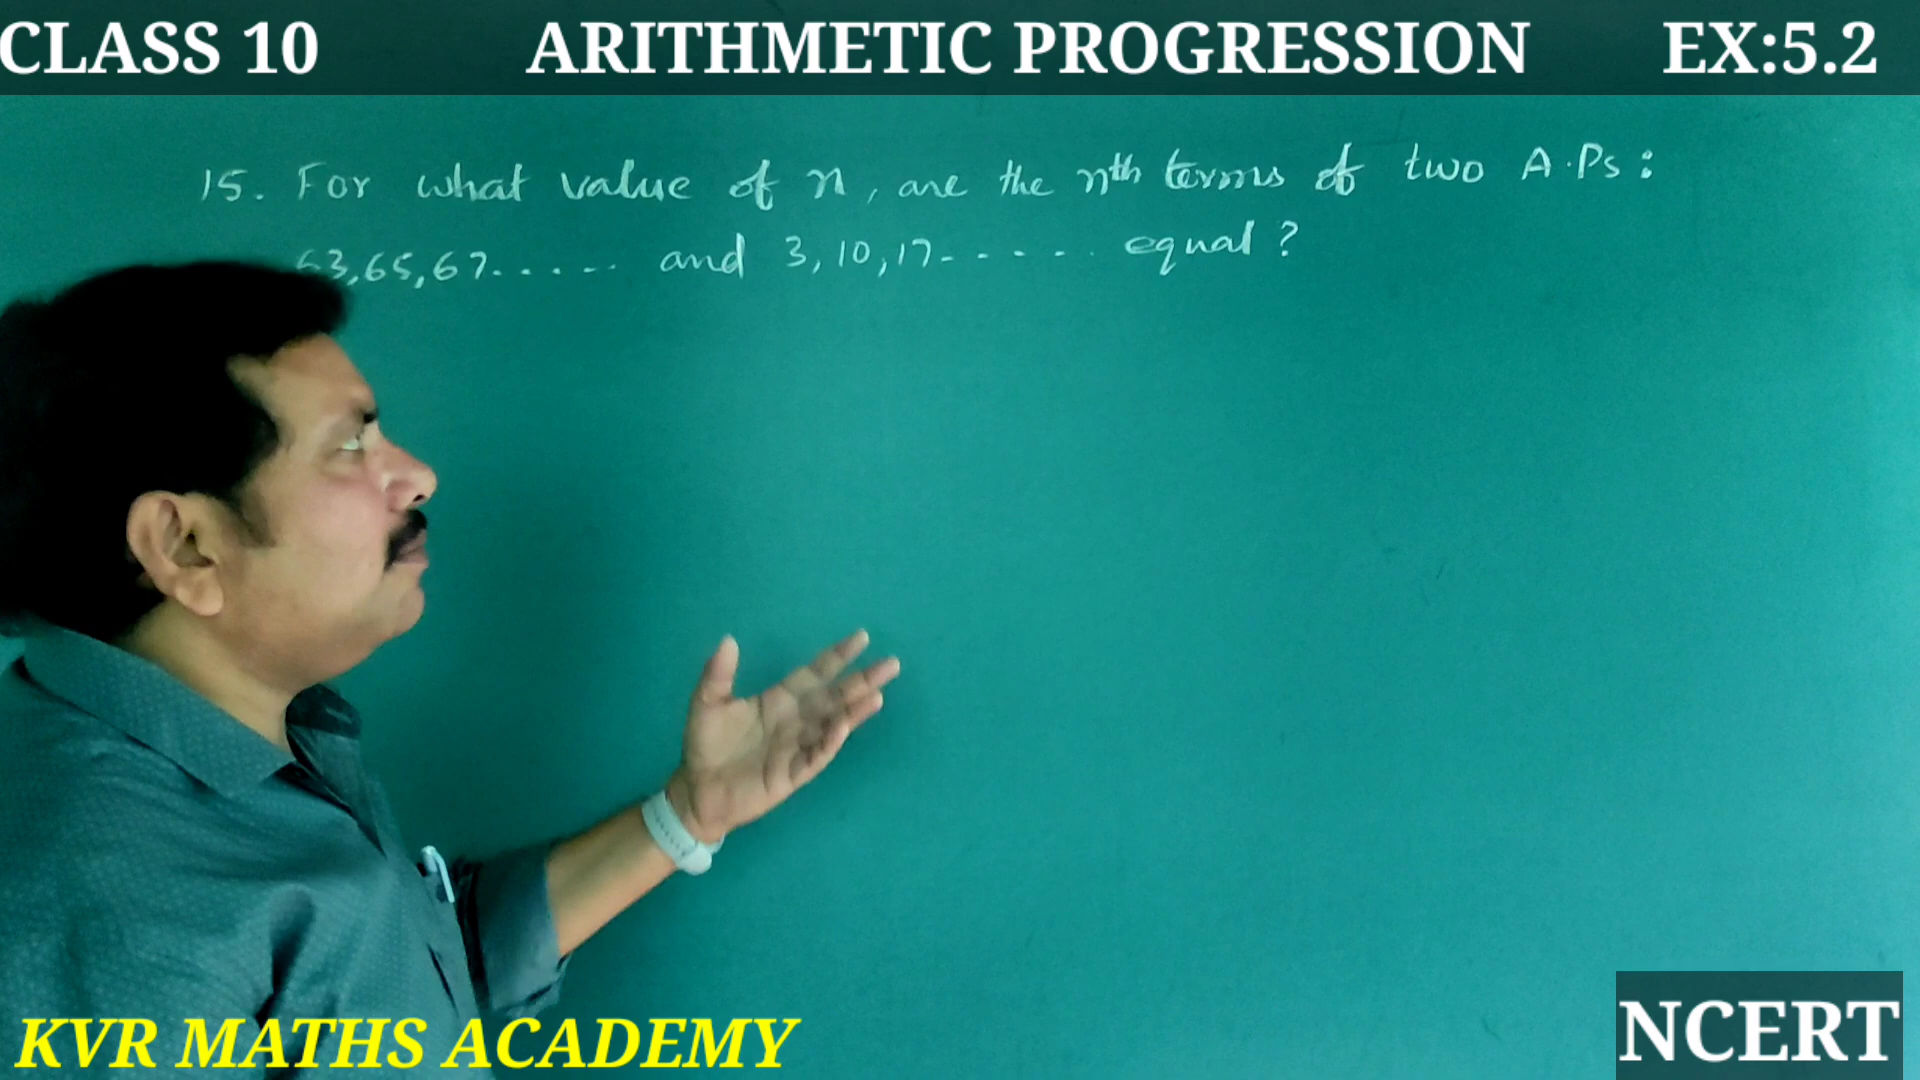 CLASS 10 ARITHMETIC PROGRESSION EX:5.2
15. For what value of n, are the nth terms of two A.Ps:
63,65,67...... and 3,10,17...... equal?
KVR MATHS ACADEMY
NCERT